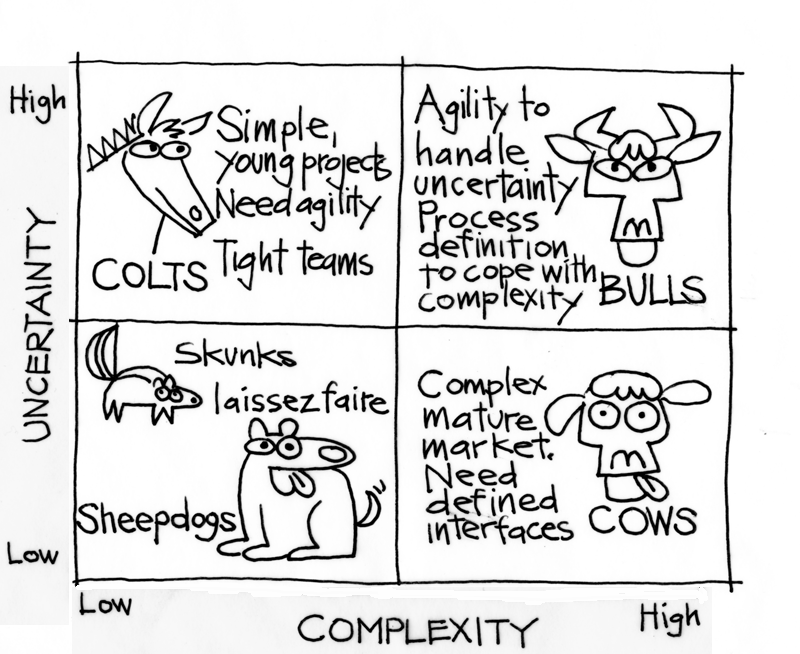 High
UNCERTAINTY
Low
Simple,
young projects
Need agility
Tight teams
COLTS
Agility to
handle
uncertainty
Process
definition
to cope with
complexity
BULLS
Skunks
laissez faire
Sheepdogs
Complex
mature
market.
Need
defined
interfaces
COWS
Low
COMPLEXITY
High